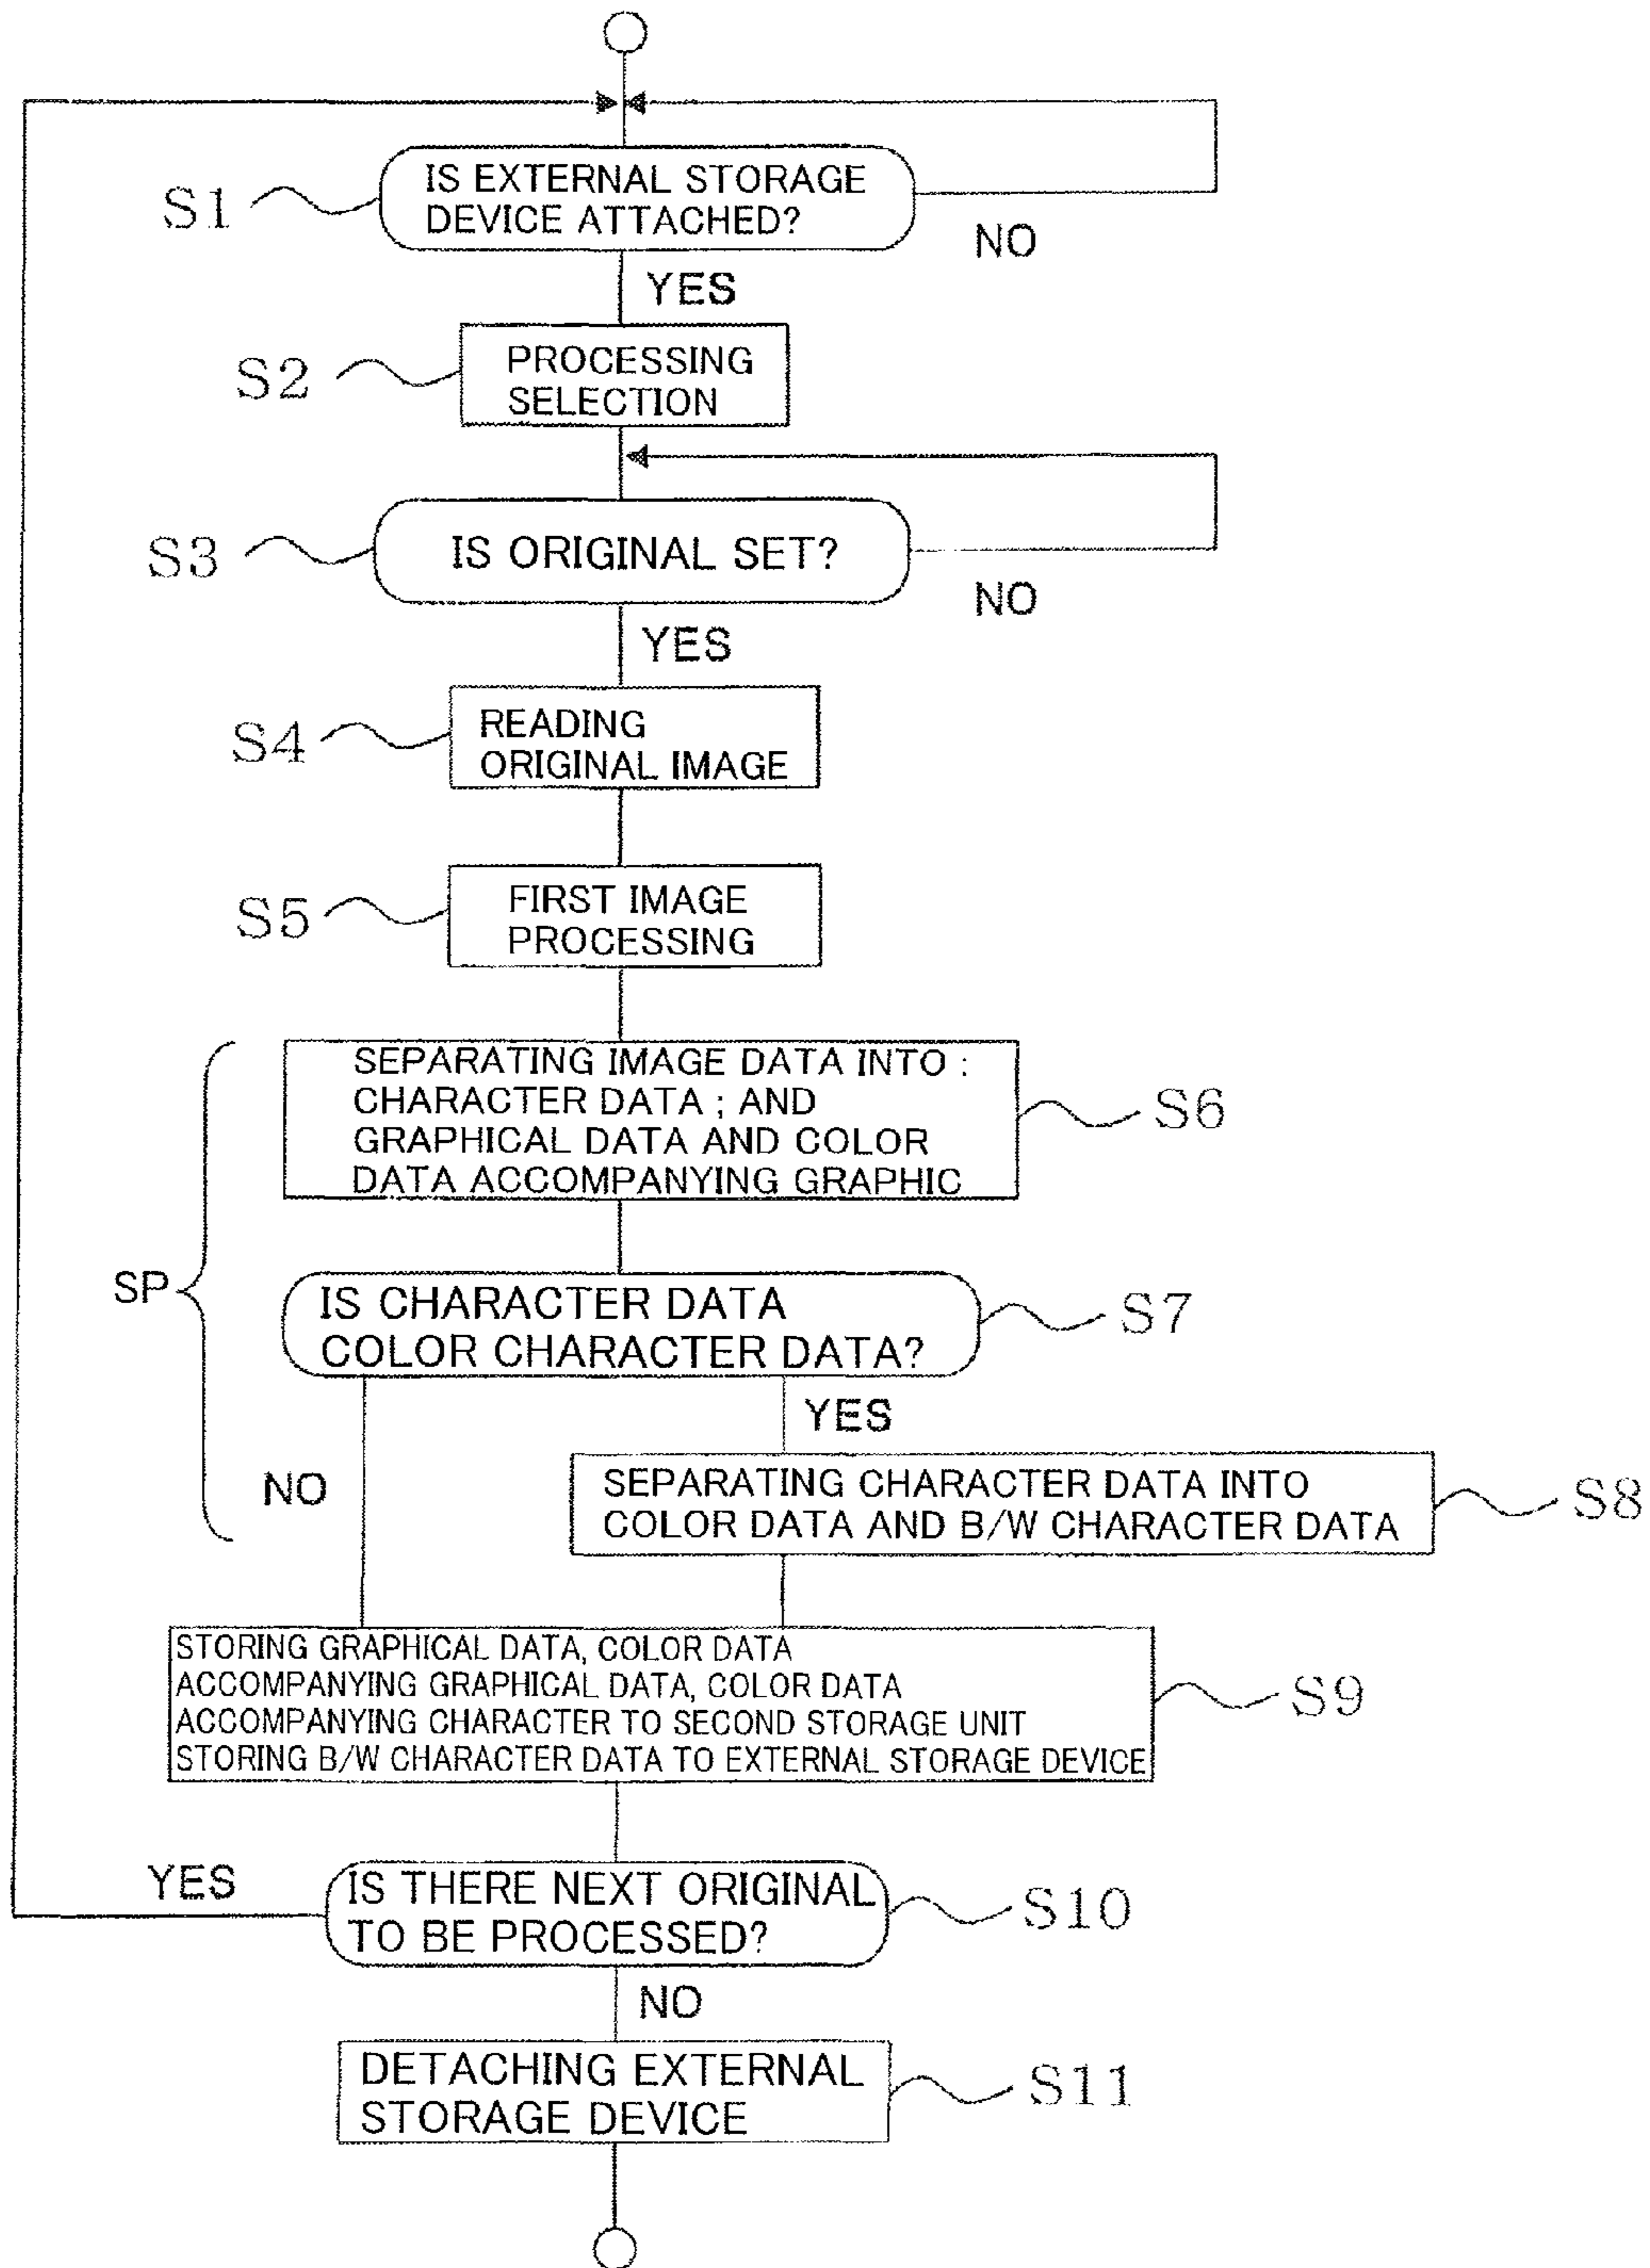 S1
IS EXTERNAL STORAGE
DEVICE ATTACHED?
NO
YES
S2
PROCESSING
SELECTION
S3
IS ORIGINAL SET?
NO
YES
S4
READING
ORIGINAL IMAGE
S5
FIRST IMAGE
PROCESSING
SEPARATING IMAGE DATA INTO :
CHARACTER DATA ; AND
GRAPHICAL DATA AND COLOR
DATA ACCOMPANYING GRAPHIC
S6
SP
IS CHARACTER DATA
COLOR CHARACTER DATA?
S7
YES
NO
SEPARATING CHARACTER DATA INTO
COLOR DATA AND B/W CHARACTER DATA
S8
STORING GRAPHICAL DATA, COLOR DATA
ACCOMPANYING GRAPHICAL DATA, COLOR DATA
ACCOMPANYING CHARACTER TO SECOND STORAGE UNIT
STORING B/W CHARACTER DATA TO EXTERNAL STORAGE DEVICE
S9
YES
IS THERE NEXT ORIGINAL
TO BE PROCESSED?
S10
NO
DETACHING EXTERNAL
STORAGE DEVICE
S11